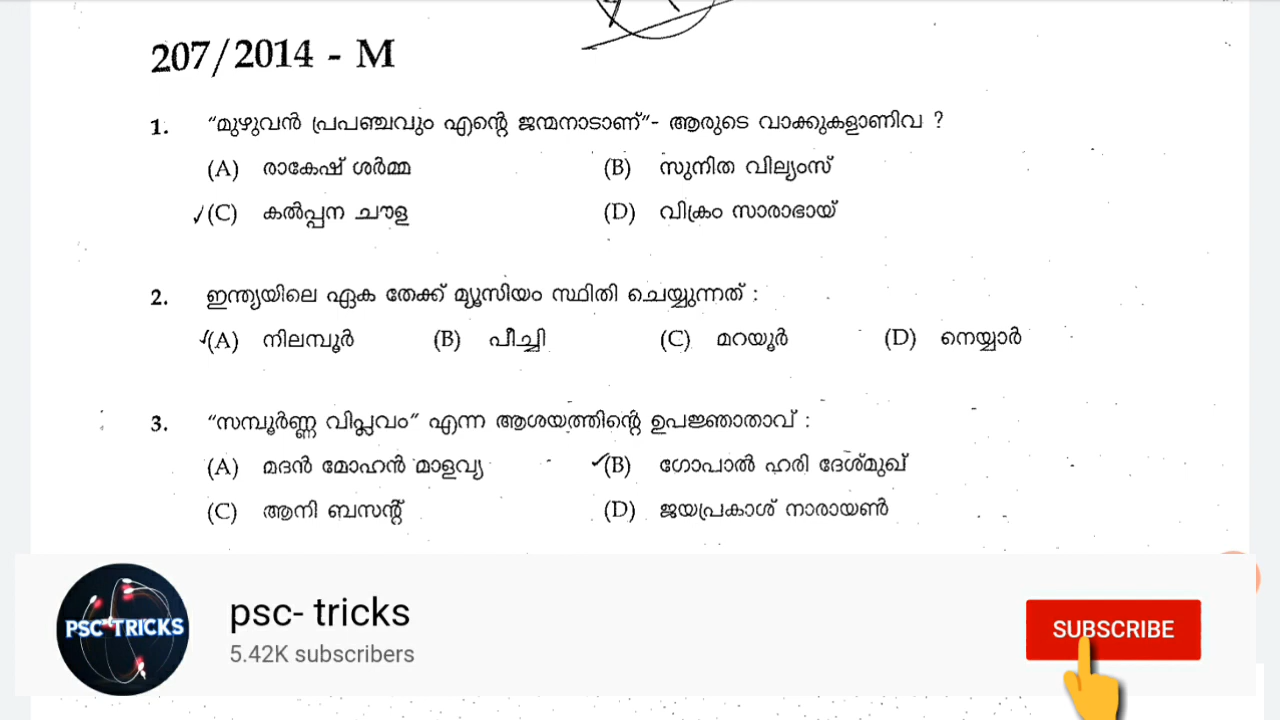 207/2014 - M
1. "മുഴുവൻ പ്രപഞ്ചവും എന്റെ ജന്മനാടാണ്"- ആരുടെ വാക്കുകളാണിവ ?
(A) രാകേഷ് ശർമ്മ (B) സുനിത വില്യംസ്
✓(C) കൽപ്പന ചൗള (D) വിക്രം സാരാഭായ്
2. ഇന്ത്യയിലെ ഏക തേക്ക് മ്യൂസിയം സ്ഥിതി ചെയ്യുന്നത് :
✓(A) നിലമ്പൂർ (B) പീച്ചി (C) മറയൂർ (D) നെയ്യാർ
3. "സമ്പൂർണ്ണ വിപ്ലവം" എന്ന ആശയത്തിന്റെ ഉപജ്ഞാതാവ് :
(A) മദൻ മോഹൻ മാളവ്യ ✓(B) ഗോപാൽ ഹരി ദേശ്മുഖ്
(C) ആനി ബസന്റ് (D) ജയപ്രകാശ് നാരായൺ
PSC TRICKS
psc- tricks
5.42K subscribers
SUBSCRIBE